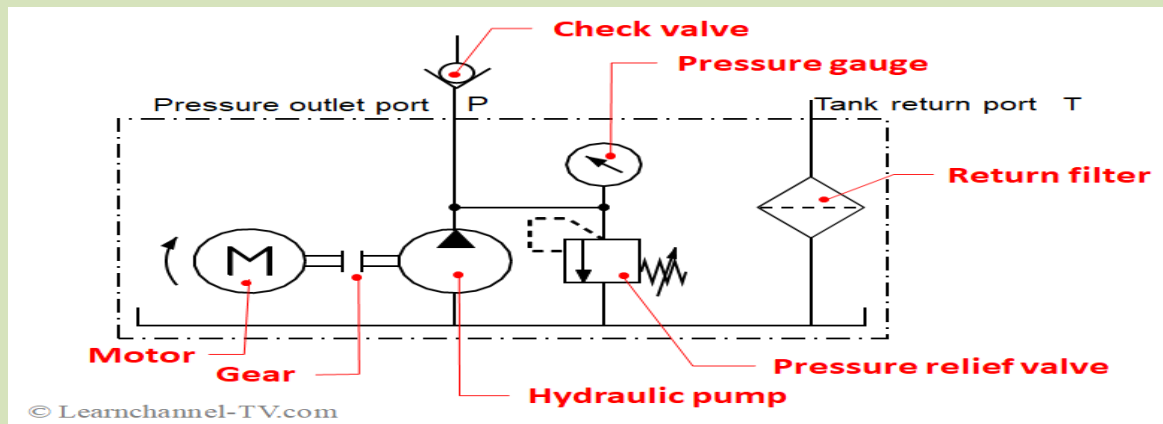 Check valve
Pressure gauge
Pressure outlet port P
Tank return port T
Return filter
M
Motor
Gear
Pressure relief valve
Hydraulic pump
© Learnchannel-TV.com